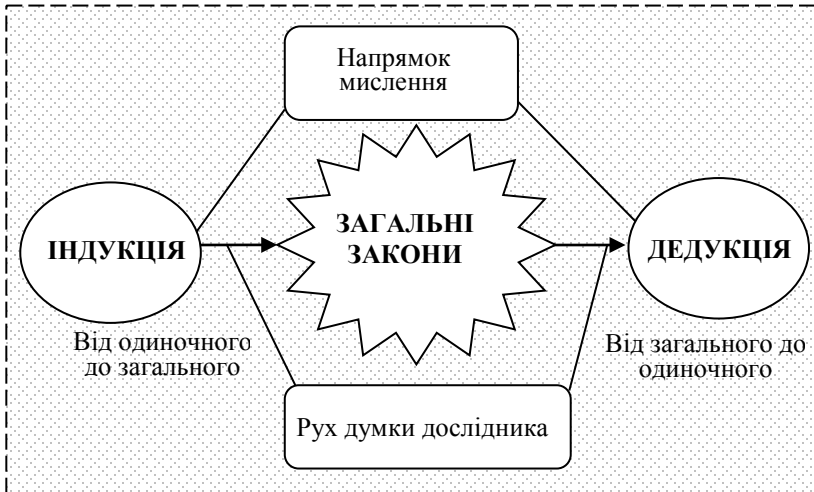 Напрямок
мислення
ЗАГАЛЬНІ
ЗАКОНИ
ІНДУКЦІЯ
ДЕДУКЦІЯ
Від одиночного
до загального
Від загального до
одиночного
Рух думки дослідника